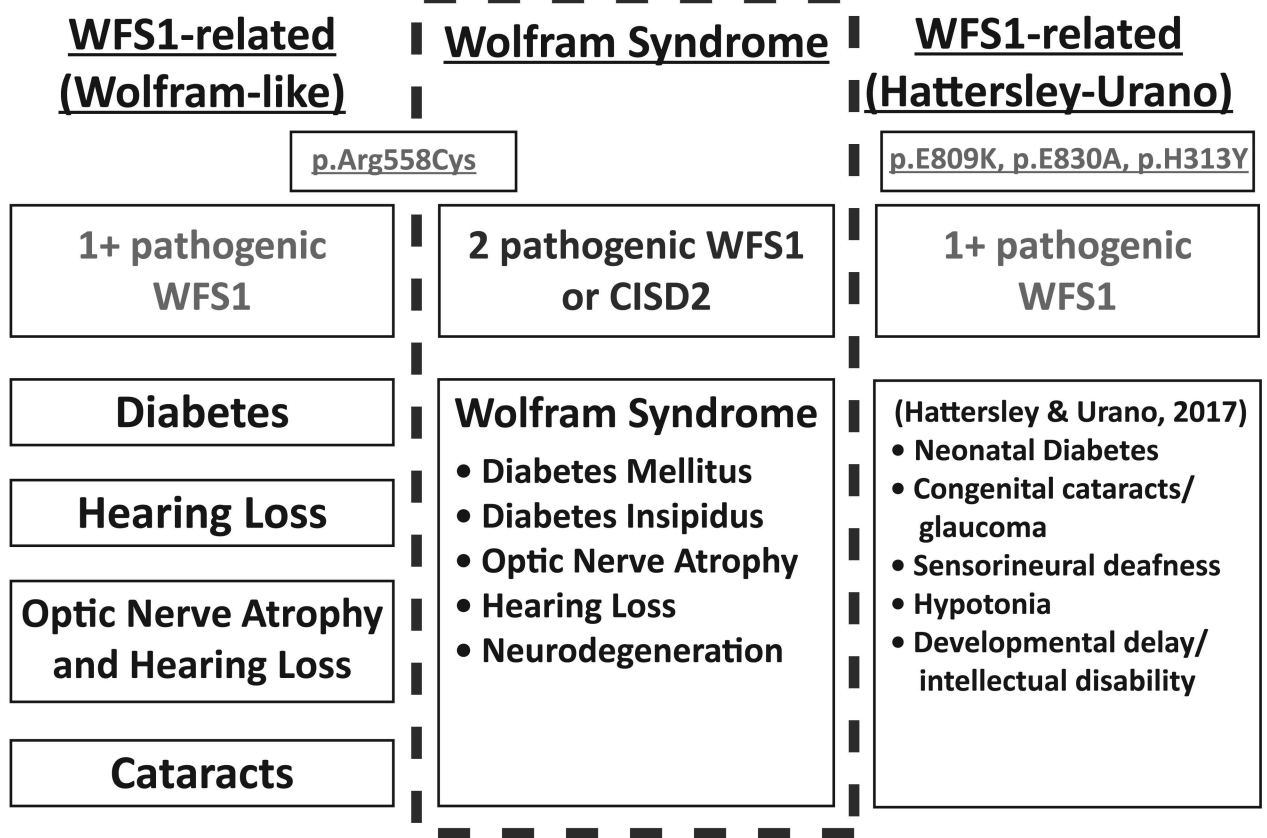 WFS1-related
(Wolfram-like)
p.Arg558Cys
1+ pathogenic
WFS1
Diabetes
Hearing Loss
Optic Nerve Atrophy
and Hearing Loss
Cataracts
Wolfram Syndrome
2 pathogenic WFS1
or CISD2
Wolfram Syndrome
• Diabetes Mellitus
• Diabetes Insipidus
• Optic Nerve Atrophy
• Hearing Loss
• Neurodegeneration
WFS1-related
(Hattersley-Urano)
p.E809K, p.E830A, p.H313Y
1+ pathogenic
WFS1
(Hattersley & Urano, 2017)
• Neonatal Diabetes
• Congenital cataracts/
glaucoma
• Sensorineural deafness
• Hypotonia
• Developmental delay/
intellectual disability